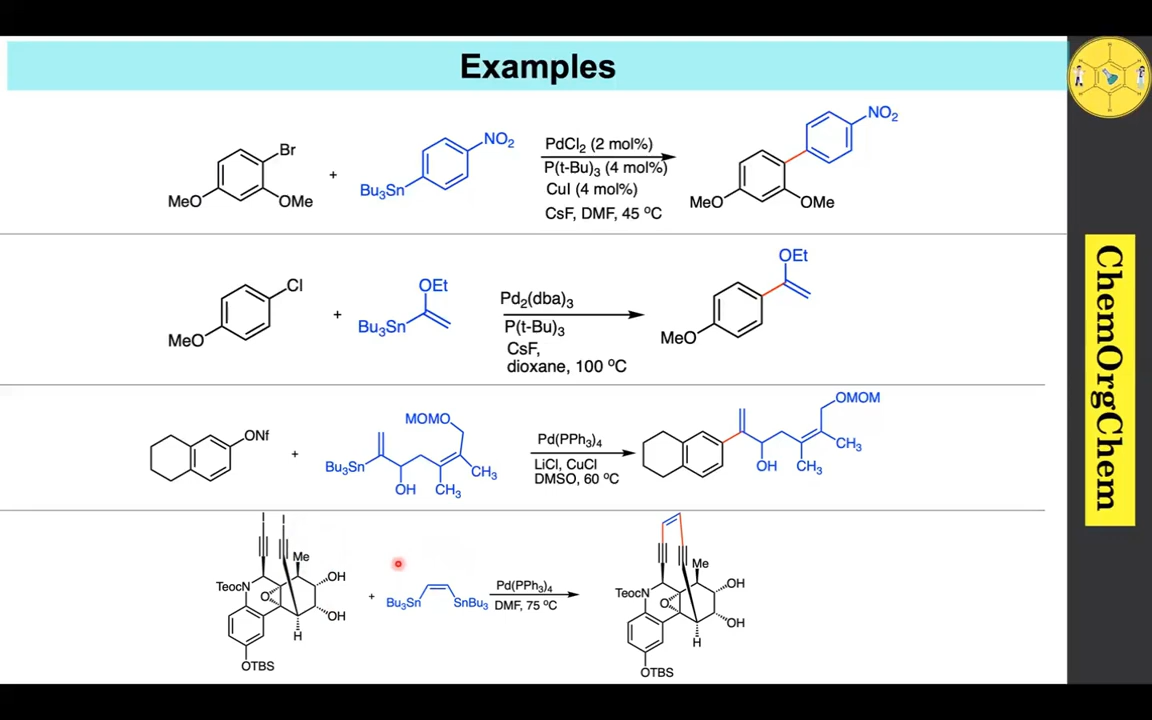 Examples
Br
MeO
OMe
+
Bu3Sn
NO2
PdCl2 (2 mol%)
P(t-Bu)3 (4 mol%)
CuI (4 mol%)
CsF, DMF, 45 ºC
NO2
MeO
OMe
Cl
MeO
+
OEt
Bu3Sn
Pd2(dba)3
P(t-Bu)3
CsF,
dioxane, 100 ºC
OEt
MeO
ONf
+
MOMO
Bu3Sn
OH
CH3
CH3
Pd(PPh3)4
LiCl, CuCl
DMSO, 60 ºC
OMOM
OH
CH3
CH3
I
I
Me
TeocN
O
OH
OH
H
OTBS
+
Bu3Sn
SnBu3
Pd(PPh3)4
DMF, 75 ºC
Me
TeocN
O
OH
OH
H
OTBS
ChemOrgChem